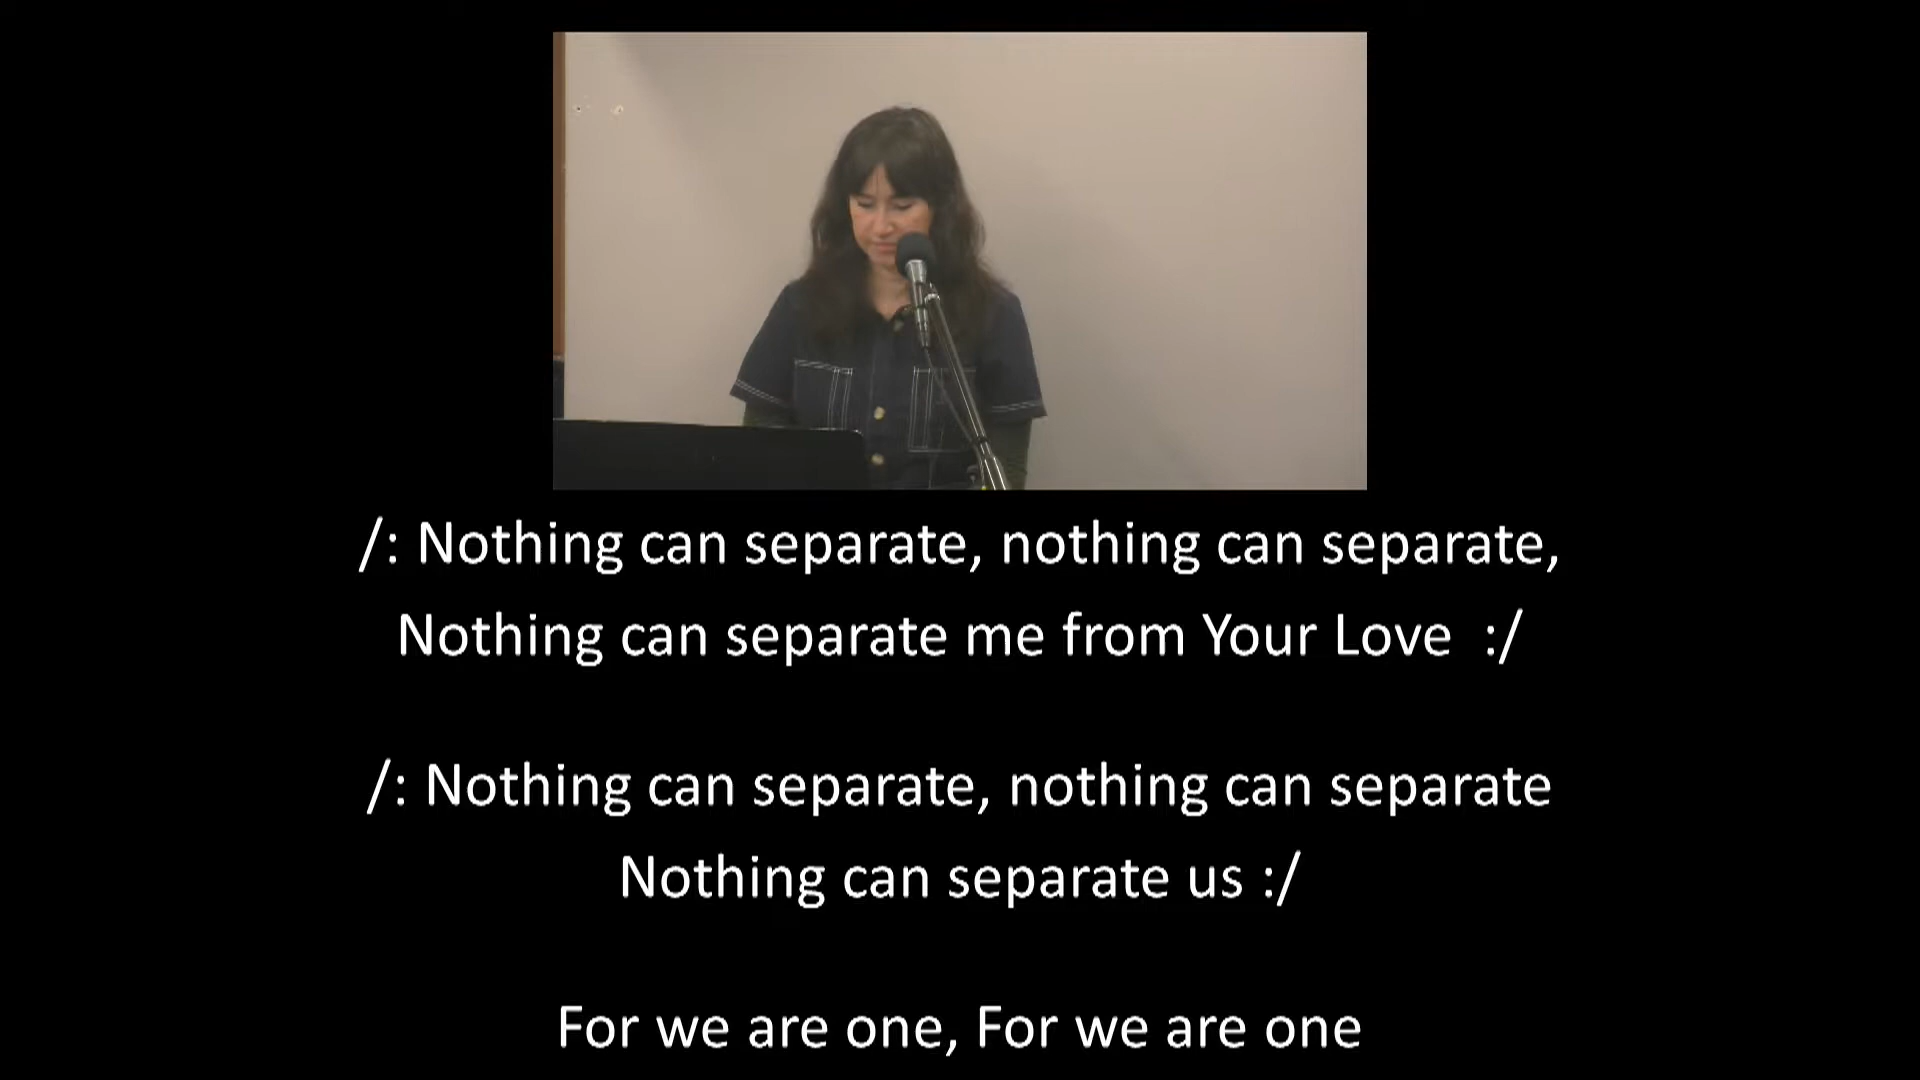 /: Nothing can separate, nothing can separate,
Nothing can separate me from Your Love :/
/: Nothing can separate, nothing can separate
Nothing can separate us :/
For we are one, For we are one